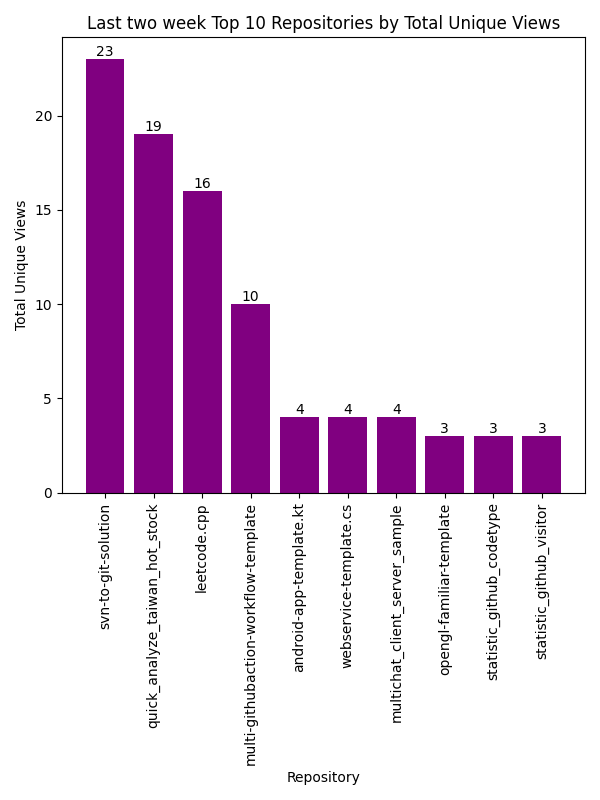 Last two week Top 10 Repositories by Total Unique Views
Total Unique Views
20
15
10
5
0
23
19
16
10
4
4
4
3
3
3
svn-to-git-solution
quick_analyze_taiwan_hot_stock
leetcode.cpp
multi-githubaction-workflow-template
android-app-template.kt
webservice-template.cs
multichat_client_server_sample
opengl-familiar-template
statistic_github_codetype
statistic_github_visitor
Repository